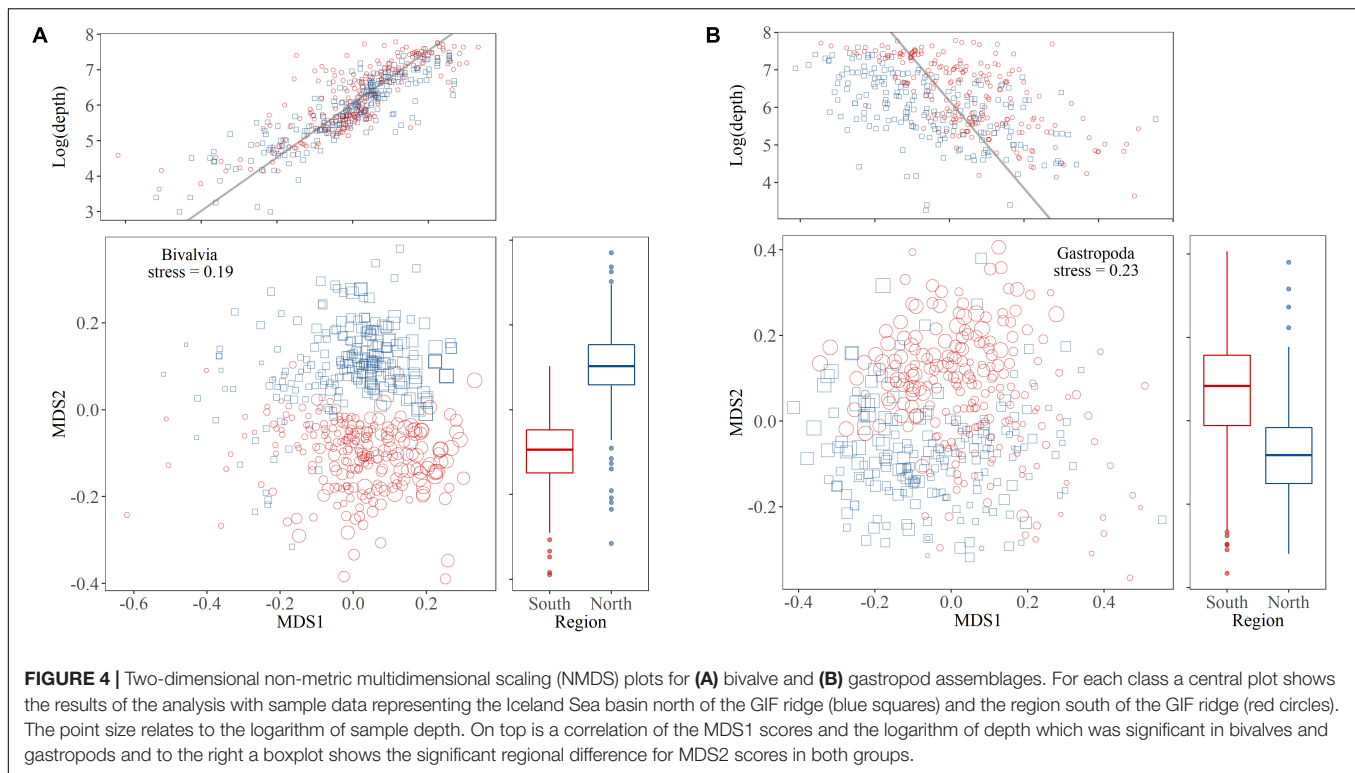 A
8
7
6
5
4
3
Log(depth)
Bivalvia
stress = 0.19
0.2
0.0
-0.2
-0.4
MDS2
-0.6
-0.4
-0.2
0.0
0.2
MDS1
South
North
Region
B
8
7
6
5
4
Log(depth)
Gastropoda
stress = 0.23
0.4
0.2
0.0
-0.2
MDS2
-0.4
-0.2
0.0
0.2
0.4
MDS1
South
North
Region
FIGURE 4 | Two-dimensional non-metric multidimensional scaling (NMDS) plots for (A) bivalve and (B) gastropod assemblages. For each class a central plot shows
the results of the analysis with sample data representing the Iceland Sea basin north of the GIF ridge (blue squares) and the region south of the GIF ridge (red circles).
The point size relates to the logarithm of sample depth. On top is a correlation of the MDS1 scores and the logarithm of depth which was significant in bivalves and
gastropods and to the right a boxplot shows the significant regional difference for MDS2 scores in both groups.